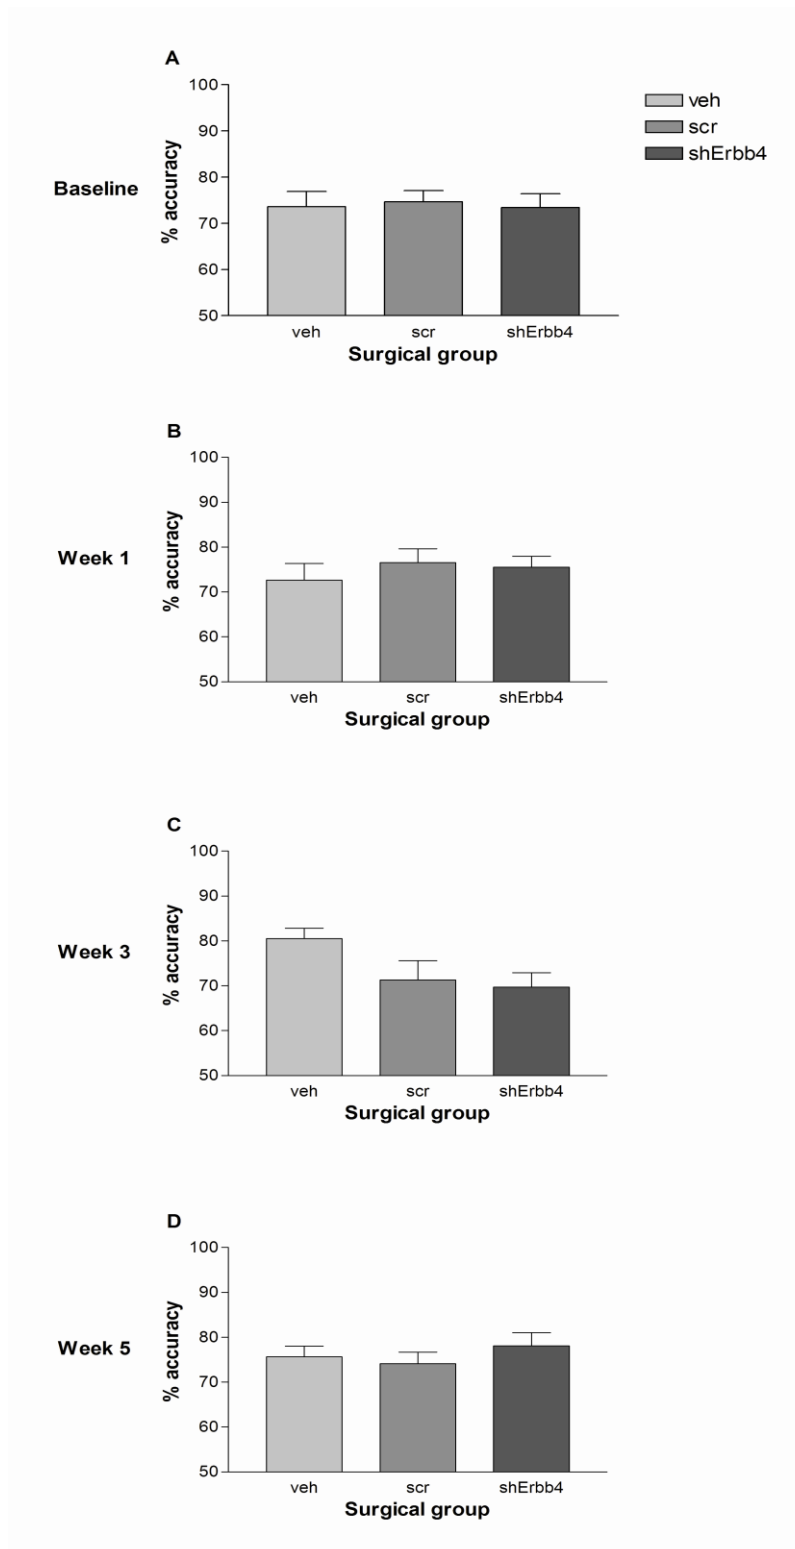 A
100
90
80
70
60
50
% accuracy
Baseline
veh
scr
shErbb4
veh scr shErbb4
Surgical group
B
100
90
80
70
60
50
% accuracy
Week 1
veh scr shErbb4
Surgical group
C
100
90
80
70
60
50
% accuracy
Week 3
veh scr shErbb4
Surgical group
D
100
90
80
70
60
50
% accuracy
Week 5
veh scr shErbb4
Surgical group